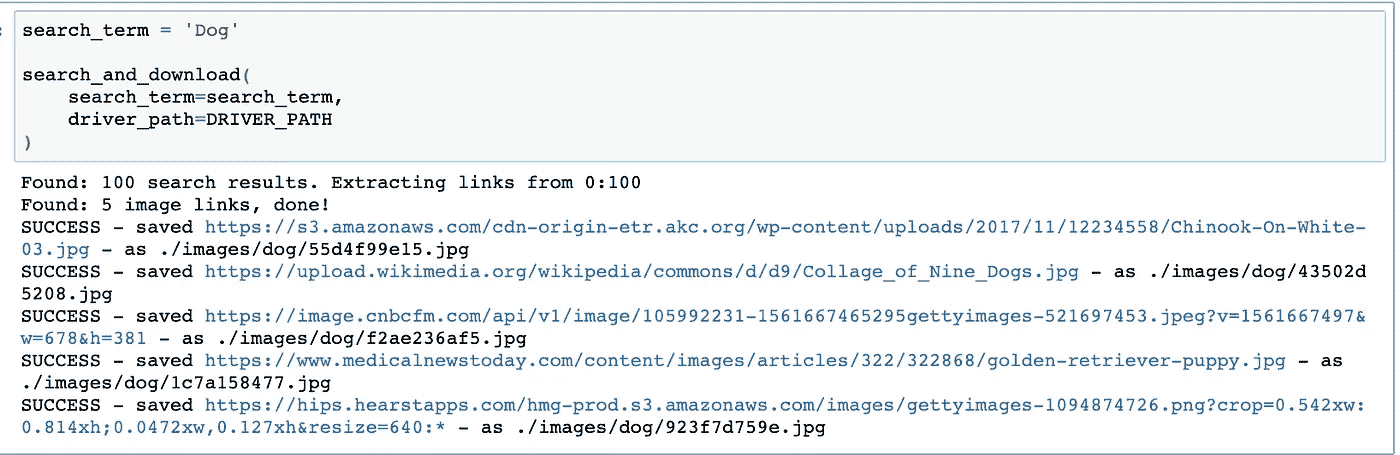 search_term = 'Dog'
search_and_download(
    search_term=search_term,
    driver_path=DRIVER_PATH
)
Found: 100 search results. Extracting links from 0:100
Found: 5 image links, done!
SUCCESS - saved https://s3.amazonaws.com/cdn-origin-etr.akc.org/wp-content/uploads/2017/11/12234558/Chinook-On-White-
03.jpg - as ./images/dog/55d4f99e15.jpg
SUCCESS - saved https://upload.wikimedia.org/wikipedia/commons/d/d9/Collage_of_Nine_Dogs.jpg - as ./images/dog/43502d
5208.jpg
SUCCESS - saved https://image.cnbcfm.com/api/v1/image/105992231-1561667465295gettyimages-521697453.jpeg?v=1561667497&
w=678&h=381 - as ./images/dog/f2ae236af5.jpg
SUCCESS - saved https://www.medicalnewstoday.com/content/images/articles/322/322868/golden-retriever-puppy.jpg - as
./images/dog/1c7a158477.jpg
SUCCESS - saved https://hips.hearstapps.com/hmg-prod.s3.amazonaws.com/images/gettyimages-1094874726.png?crop=0.542xw:
0.814xh;0.0472xw,0.127xh&resize=640:* - as ./images/dog/923f7d759e.jpg